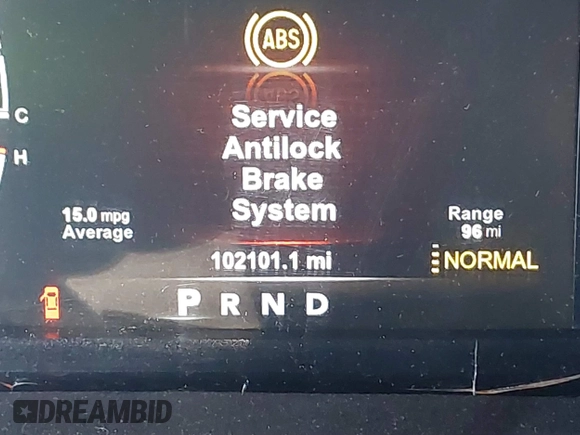 ABS
Service
Antilock
Brake
System
C
H
15.0 mpg
Average
Range
96 mi
102101.1 mi
NORMAL
P R N D
DREAMBID